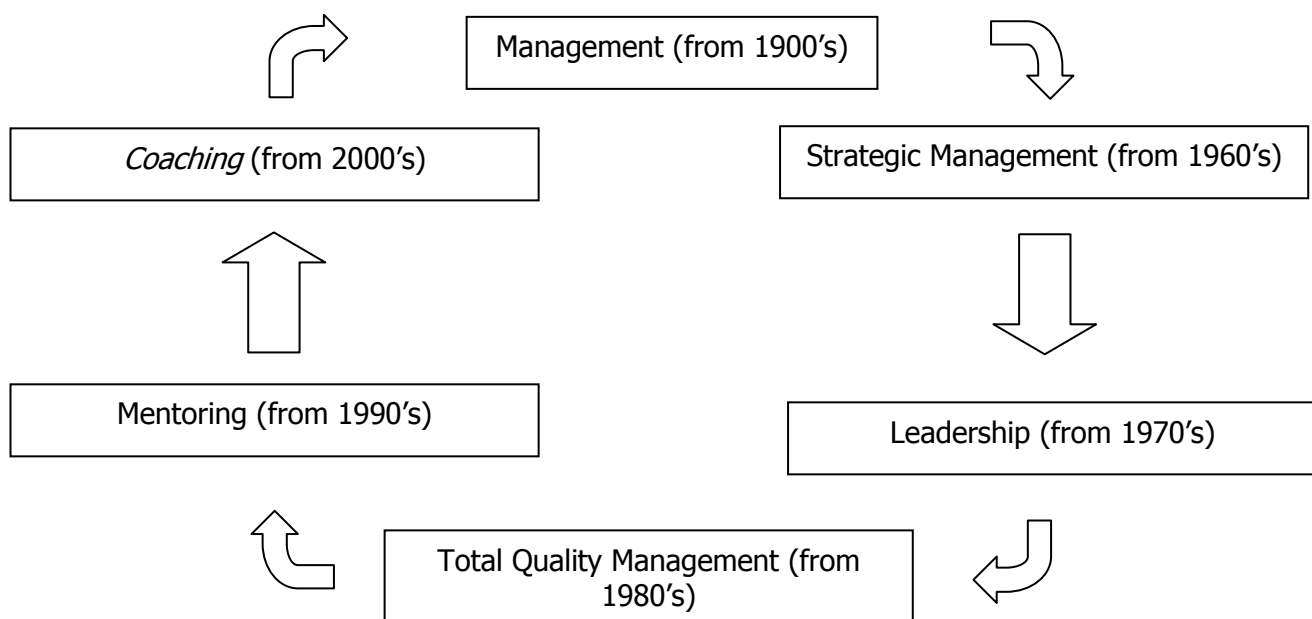 Management (from 1900's)
Coaching (from 2000's)
Strategic Management (from 1960's)
Mentoring (from 1990's)
Leadership (from 1970's)
Total Quality Management (from
1980's)